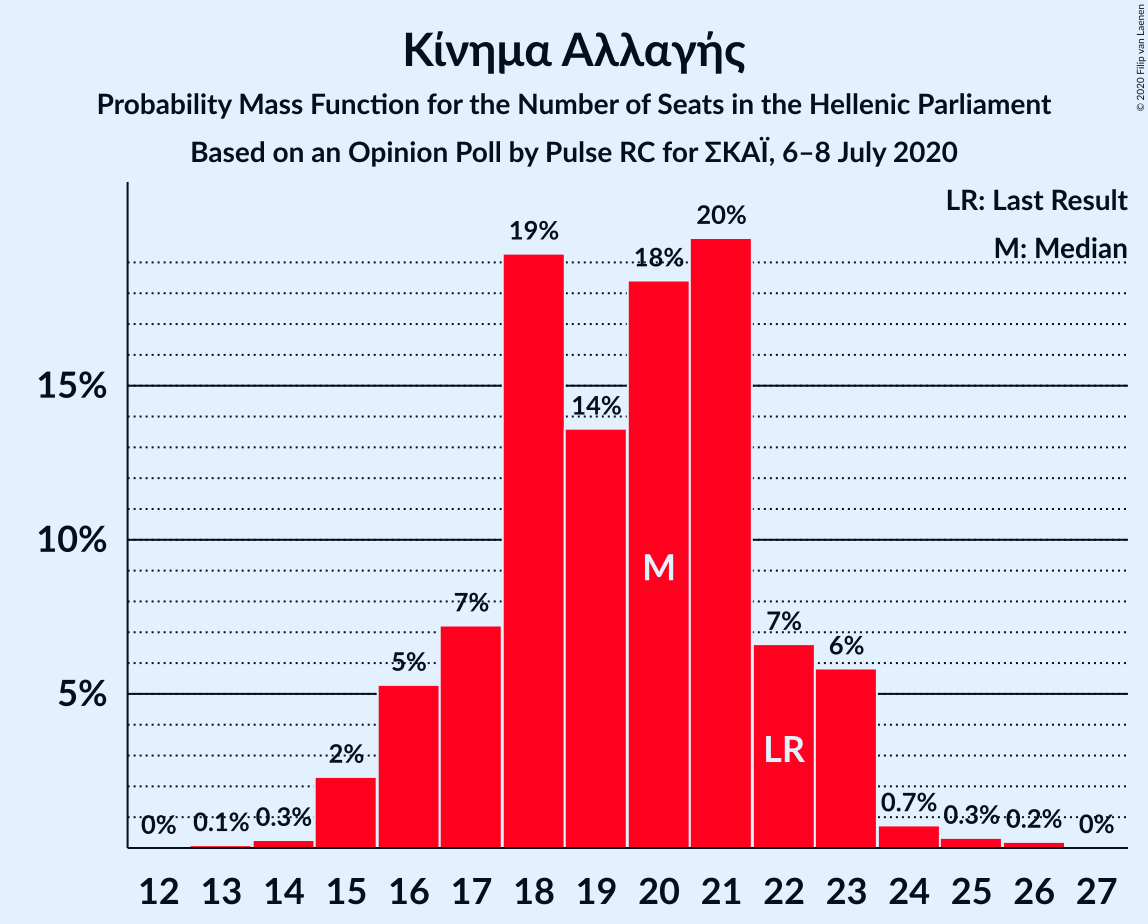 Κίνημα Αλλαγής
Probability Mass Function for the Number of Seats in the Hellenic Parliament
Based on an Opinion Poll by Pulse RC for ΣΚΑΪ, 6–8 July 2020
© 2020 Filip van Laenen
LR: Last Result
M: Median
15%
10%
5%
0%
0.1%
0.3%
2%
5%
7%
19%
14%
18%
20%
7%
6%
0.7%
0.3%
0.2%
0%
M
LR
12 13 14 15 16 17 18 19 20 21 22 23 24 25 26 27